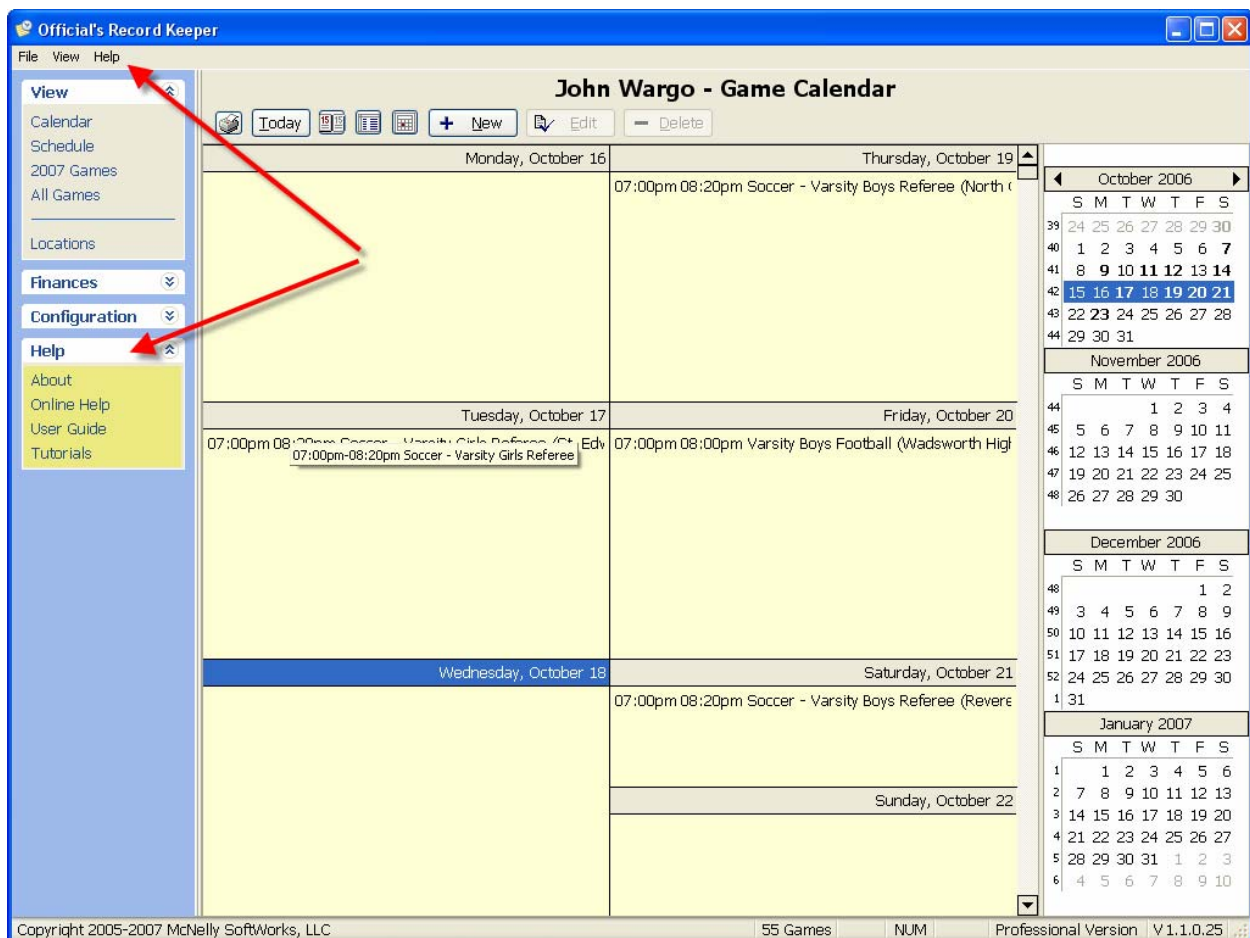 Official's Record Keeper
File View Help
View
Calendar
Schedule
2007 Games
All Games
Locations
Finances
Configuration
Help
About
Online Help
User Guide
Tutorials
John Wargo - Game Calendar
Today + New Edit Delete
Monday, October 16
Thursday, October 19
07:00pm 08:20pm Soccer - Varsity Boys Referee (North
Tuesday, October 17
07:00pm
07:00pm-08:20pm Soccer - Varsity Girls Referee
Friday, October 20
07:00pm 08:00pm Varsity Boys Football (Wadsworth High
Wednesday, October 18
Saturday, October 21
07:00pm 08:20pm Soccer - Varsity Boys Referee (Revere
Sunday, October 22
October 2006
S M T W T F S
39 24 25 26 27 28 29 30
40 1 2 3 4 5 6 7
41 8 9 10 11 12 13 14
42 15 16 17 18 19 20 21
43 22 23 24 25 26 27 28
44 29 30 31
November 2006
S M T W T F S
44 1 2 3 4
45 5 6 7 8 9 10 11
46 12 13 14 15 16 17 18
47 19 20 21 22 23 24 25
48 26 27 28 29 30
December 2006
S M T W T F S
48 1 2
49 3 4 5 6 7 8 9
50 10 11 12 13 14 15 16
51 17 18 19 20 21 22 23
52 24 25 26 27 28 29 30
1 31
January 2007
S M T W T F S
1 1 2 3 4 5 6
2 7 8 9 10 11 12 13
3 14 15 16 17 18 19 20
4 21 22 23 24 25 26 27
5 28 29 30 31 1 2 3
6 4 5 6 7 8 9 10
Copyright 2005-2007 McNelly SoftWorks, LLC 55 Games NUM Professional Version V 1.1.0.25